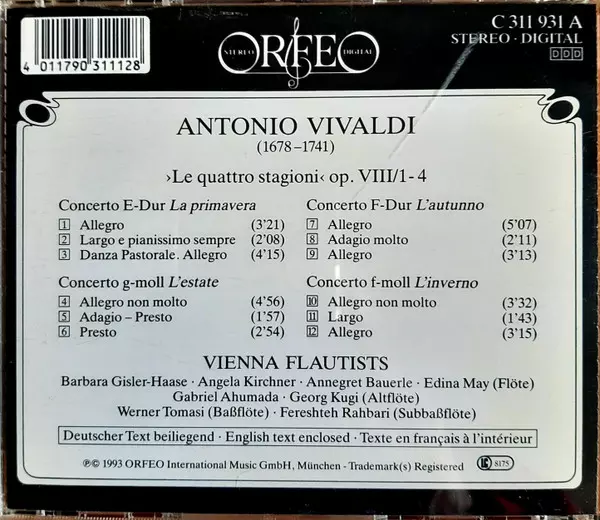 4 011790 311128
STEREO ORFEO DIGITAL
C 311 931 A
STEREO · DIGITAL
DDD
ANTONIO VIVALDI
(1678–1741)
›Le quattro stagioni‹ op. VIII/1-4
Concerto E-Dur La primavera
1 Allegro (3'21)
2 Largo e pianissimo sempre (2'08)
3 Danza Pastorale. Allegro (4'15)
Concerto g-moll L'estate
4 Allegro non molto (4'56)
5 Adagio – Presto (1'57)
6 Presto (2'54)
Concerto F-Dur L'autunno
7 Allegro (5'07)
8 Adagio molto (2'11)
9 Allegro (3'13)
Concerto f-moll L'inverno
10 Allegro non molto (3'32)
11 Largo (1'43)
12 Allegro (3'15)
VIENNA FLAUTISTS
Barbara Gisler-Haase · Angela Kirchner · Annegret Bauerle · Edina May (Flöte)
Gabriel Ahumada · Georg Kugi (Altflöte)
Werner Tomasi (Baßflöte) · Fereshteh Rahbari (Subbaßflöte)
Deutscher Text beiliegend · English text enclosed · Texte en français à l'intérieur
℗© 1993 ORFEO International Music GmbH, München - Trademark(s) Registered
LC 8175